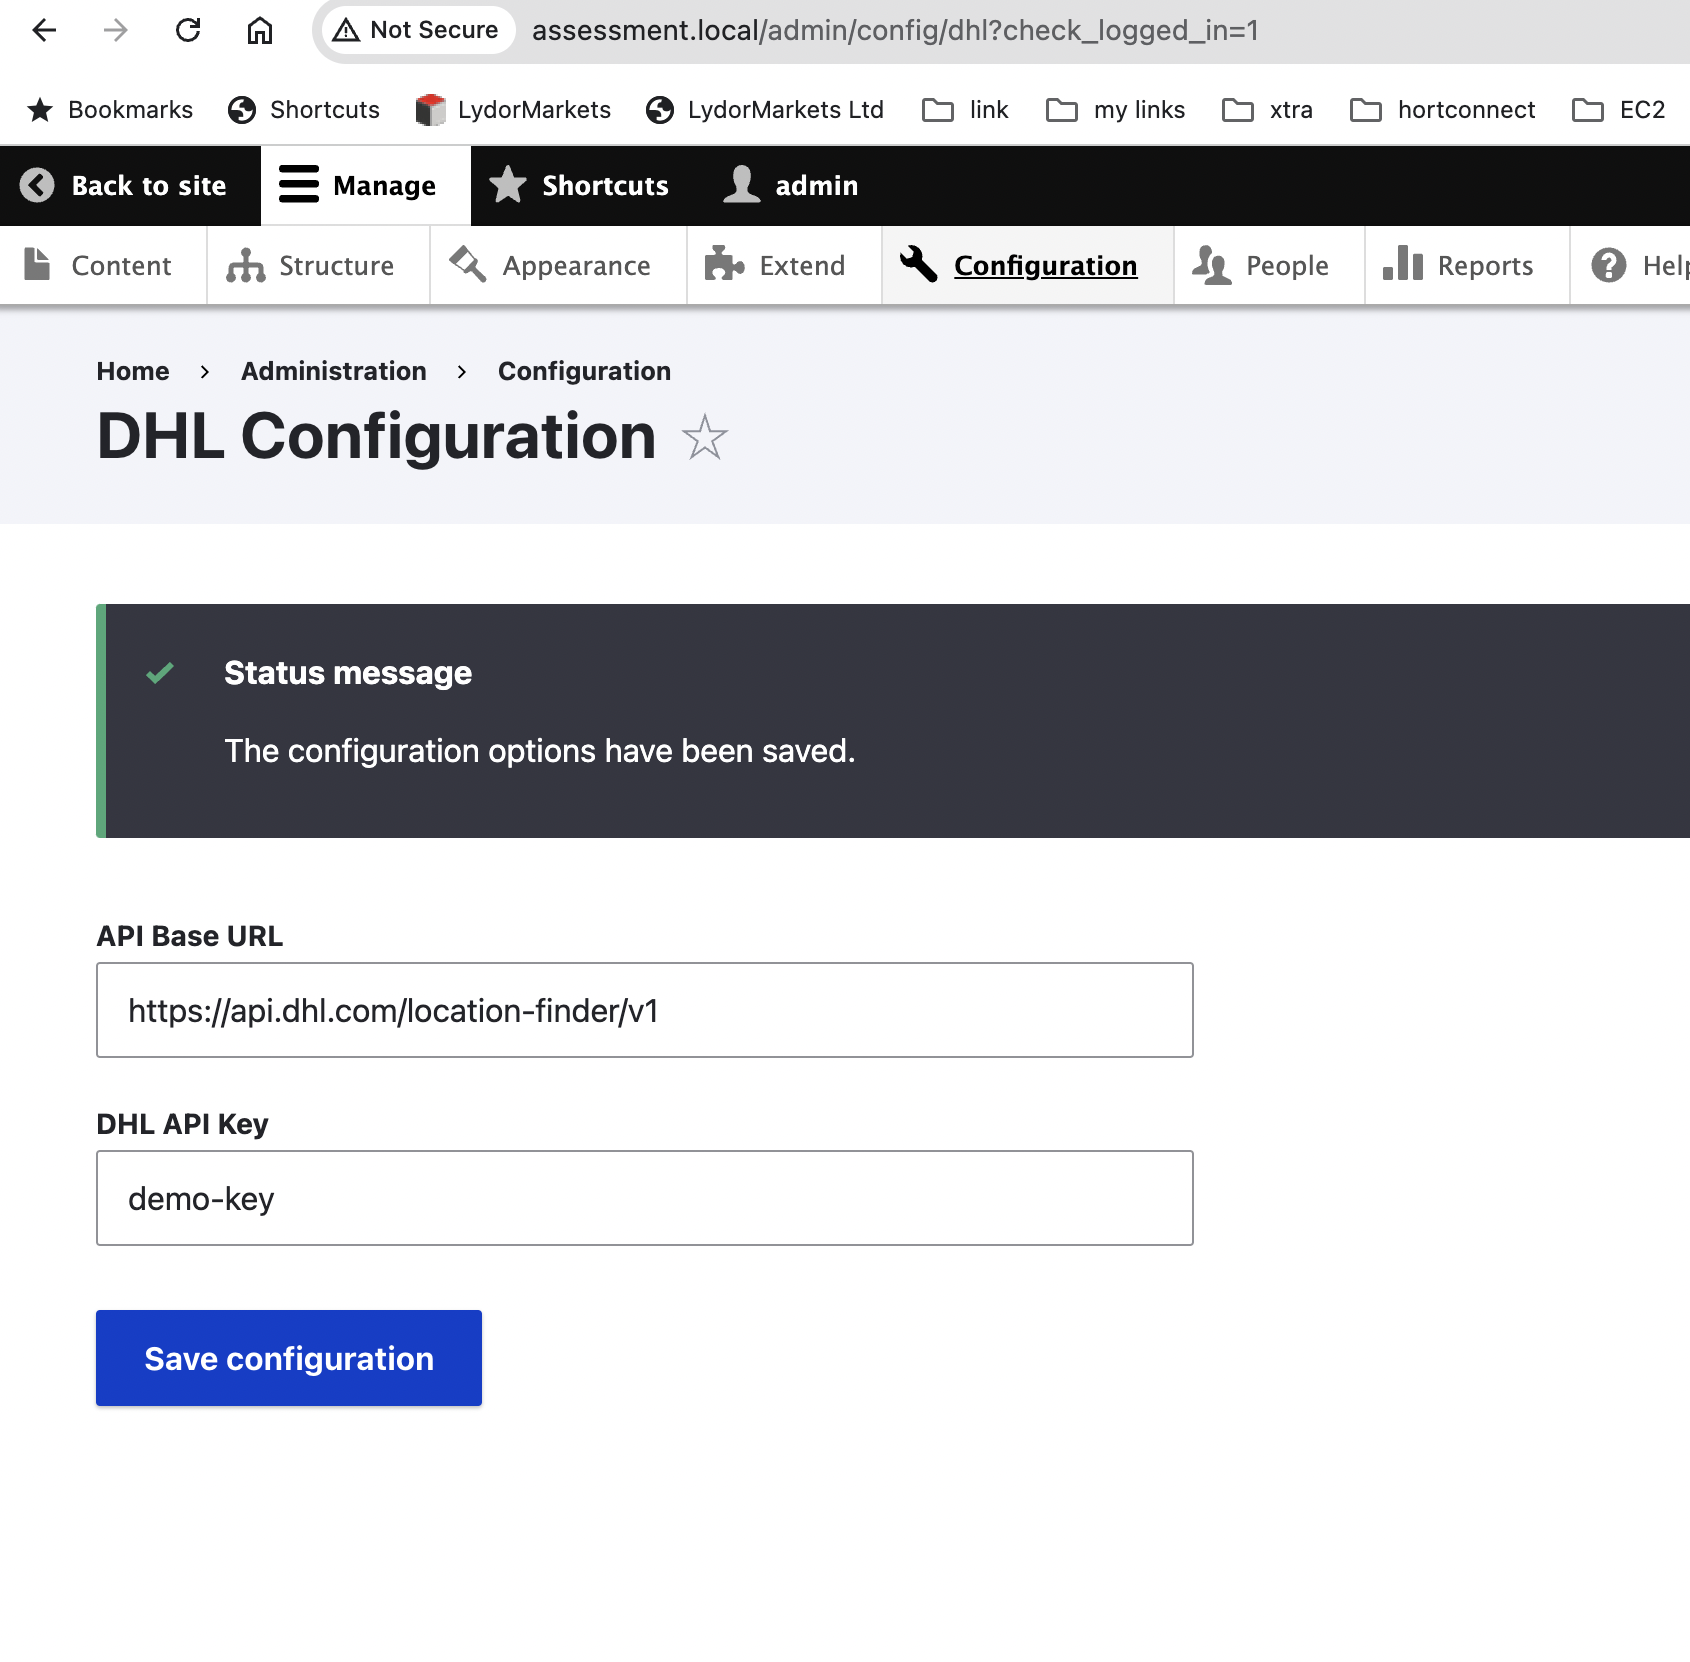 Not Secure assessment.local/admin/config/dhl?check_logged_in=1
Bookmarks Shortcuts LydorMarkets LydorMarkets Ltd link my links xtra hortconnect EC2
Back to site Manage Shortcuts admin
Content Structure Appearance Extend Configuration People Reports Help
Home > Administration > Configuration
DHL Configuration
Status message
The configuration options have been saved.
API Base URL
https://api.dhl.com/location-finder/v1
DHL API Key
demo-key
Save configuration